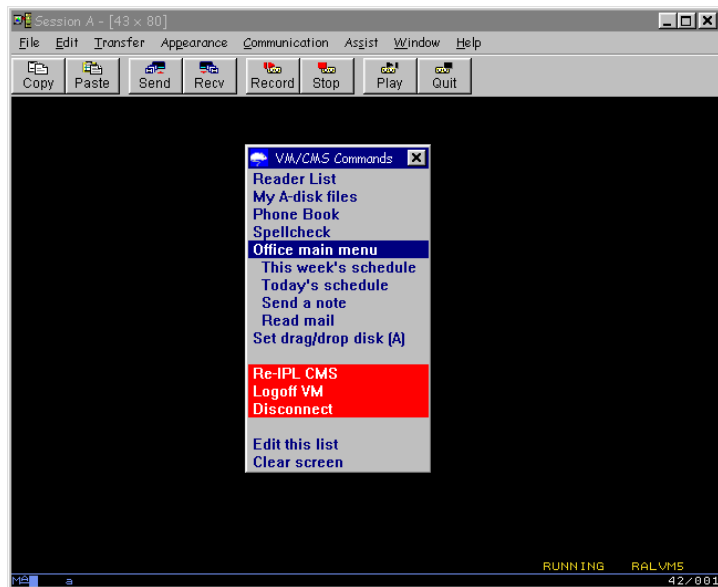 Session A - [43 x 80]
File Edit Transfer Appearance Communication Assist Window Help
Copy Paste Send Recv Record Stop Play Quit
VM/CMS Commands
Reader List
My A-disk files
Phone Book
Spellcheck
Office main menu
This week's schedule
Today's schedule
Send a note
Read mail
Set drag/drop disk (A)
Re-IPL CMS
Logoff VM
Disconnect
Edit this list
Clear screen
RUNNING RALVM5
MA a 42/001